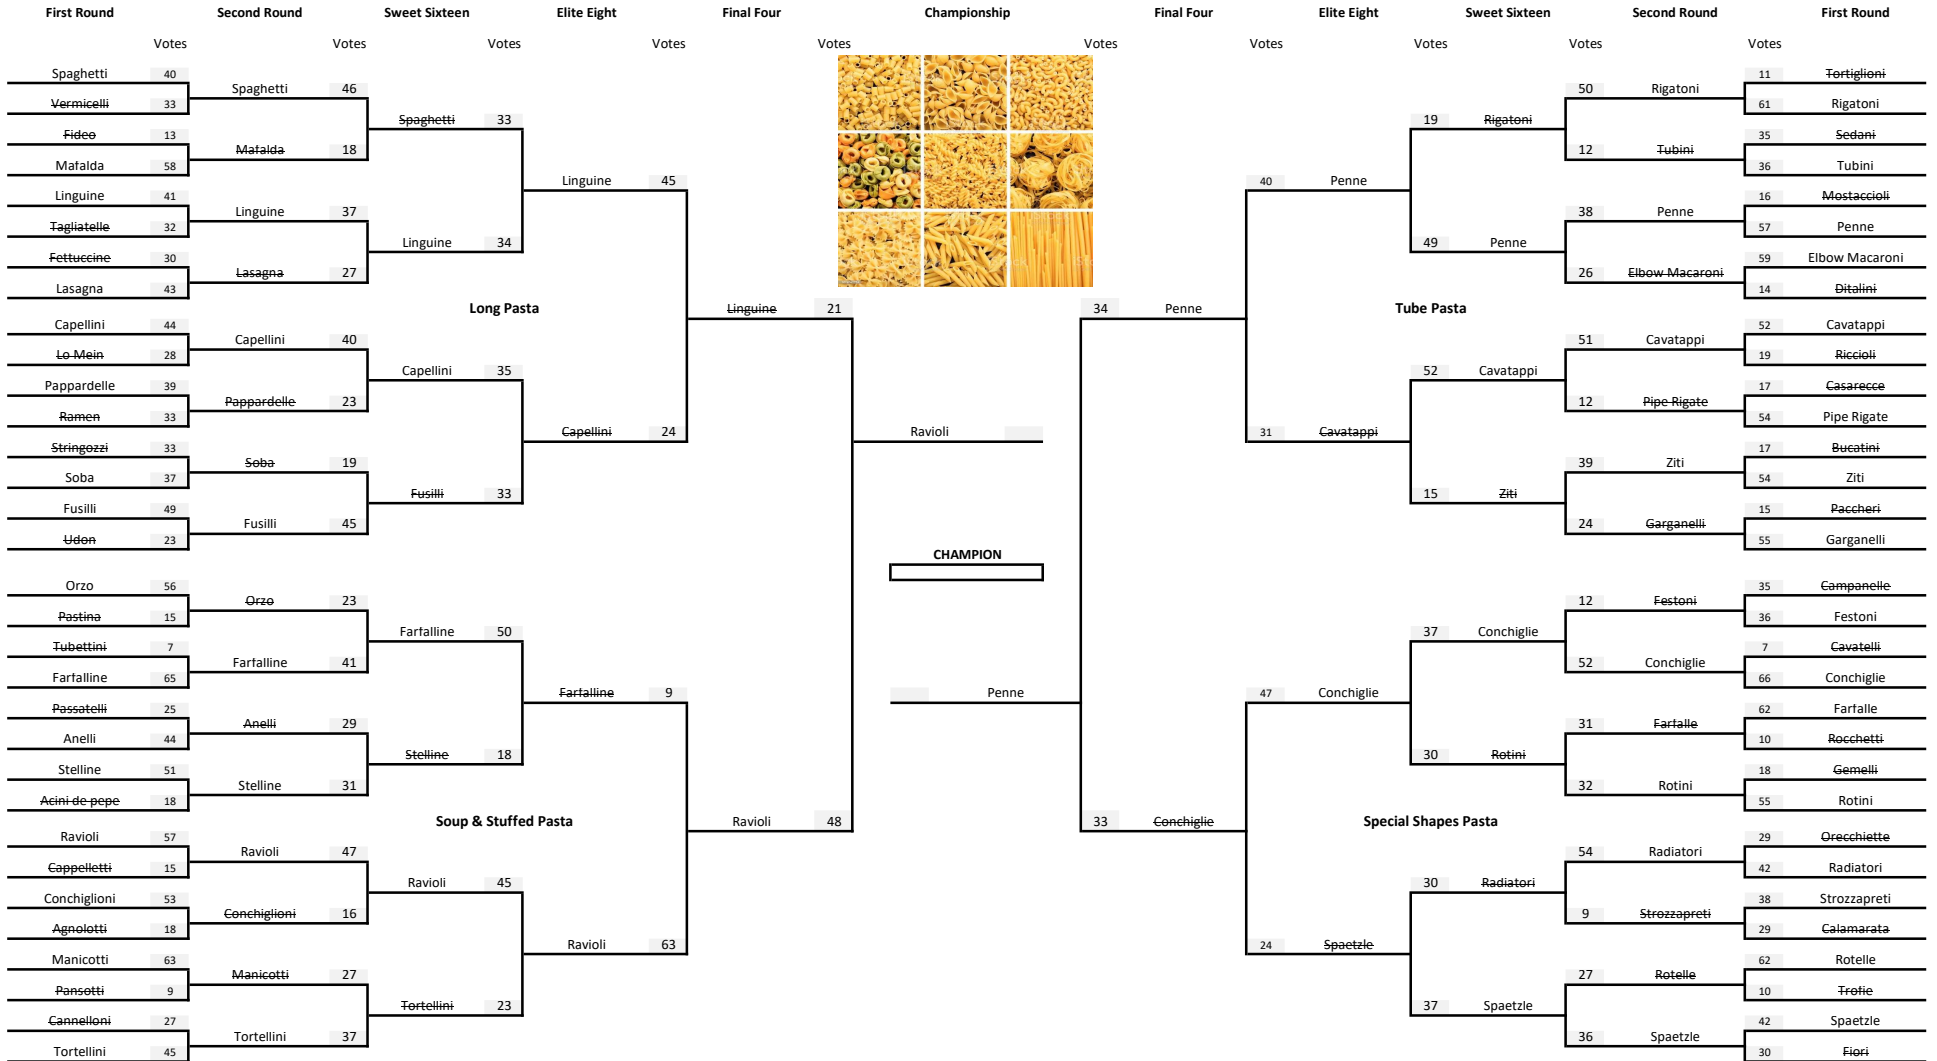 First Round Second Round Sweet Sixteen Elite Eight Final Four Championship Final Four Elite Eight Sweet Sixteen Second Round First Round
Votes Votes Votes Votes Votes Votes Votes Votes Votes Votes
Spaghetti 40 11 Tortiglioni
Spaghetti 46 50 Rigatoni
Vermicelli 33 61 Rigatoni
Spaghetti 33 19 Rigatoni
Fideo 13 35 Sedani
Mafalda 18 12 Tubini
Mafalda 58 36 Tubini
Linguine 45 40 Penne
Linguine 41 16 Mostaccioli
Linguine 37 38 Penne
Tagliatelle 32 57 Penne
Linguine 34 49 Penne
Fettuccine 30 59 Elbow Macaroni
Lasagna 27 26 Elbow Macaroni
Lasagna 43 14 Ditalini
Long Pasta Linguine 21 34 Penne Tube Pasta
Capellini 44 52 Cavatappi
Capellini 40 51 Cavatappi
Lo Mein 28 19 Riccioli
Capellini 35 52 Cavatappi
Pappardelle 39 17 Casarecce
Pappardelle 23 12 Pipe Rigate
Ramen 33 54 Pipe Rigate
Capellini 24 Ravioli 31 Cavatappi
Stringozzi 33 17 Bucatini
Soba 19 39 Ziti
Soba 37 54 Ziti
Fusilli 33 15 Ziti
Fusilli 49 15 Paccheri
Fusilli 45 24 Garganelli
Udon 23 55 Garganelli
CHAMPION
Orzo 56 35 Campanelle
Orzo 23 12 Festoni
Pastina 15 36 Festoni
Farfalline 50 37 Conchiglie
Tubettini 7 7 Cavatelli
Farfalline 41 52 Conchiglie
Farfalline 65 66 Conchiglie
Farfalline 9 Penne 47 Conchiglie
Passatelli 25 62 Farfalle
Anelli 29 31 Farfalle
Anelli 44 10 Rocchetti
Stelline 18 30 Rotini
Stelline 51 18 Gemelli
Stelline 31 32 Rotini
Acini de pepe 18 55 Rotini
Soup & Stuffed Pasta Ravioli 48 33 Conchiglie Special Shapes Pasta
Ravioli 57 29 Orecchiette
Ravioli 47 54 Radiatori
Cappelletti 15 42 Radiatori
Ravioli 45 30 Radiatori
Conchiglioni 53 38 Strozzapreti
Conchiglioni 16 9 Strozzapreti
Agnolotti 18 29 Calamarata
Ravioli 63 24 Spaetzle
Manicotti 63 62 Rotelle
Manicotti 27 27 Rotelle
Pansotti 9 10 Trofie
Tortellini 23 37 Spaetzle
Cannelloni 27 42 Spaetzle
Tortellini 37 36 Spaetzle
Tortellini 45 30 Fiori